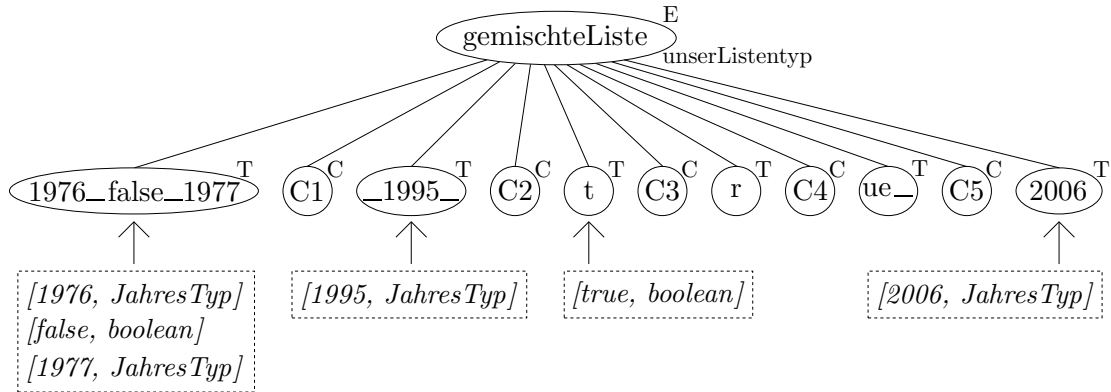 E
gemischteListe
unserListentyp
T C T C T C T C T C T
1976_false_1977 C1 _1995_ C2 t C3 r C4 ue_ C5 2006
[1976, JahresTyp] [1995, JahresTyp] [true, boolean] [2006, JahresTyp]
[false, boolean]
[1977, JahresTyp]